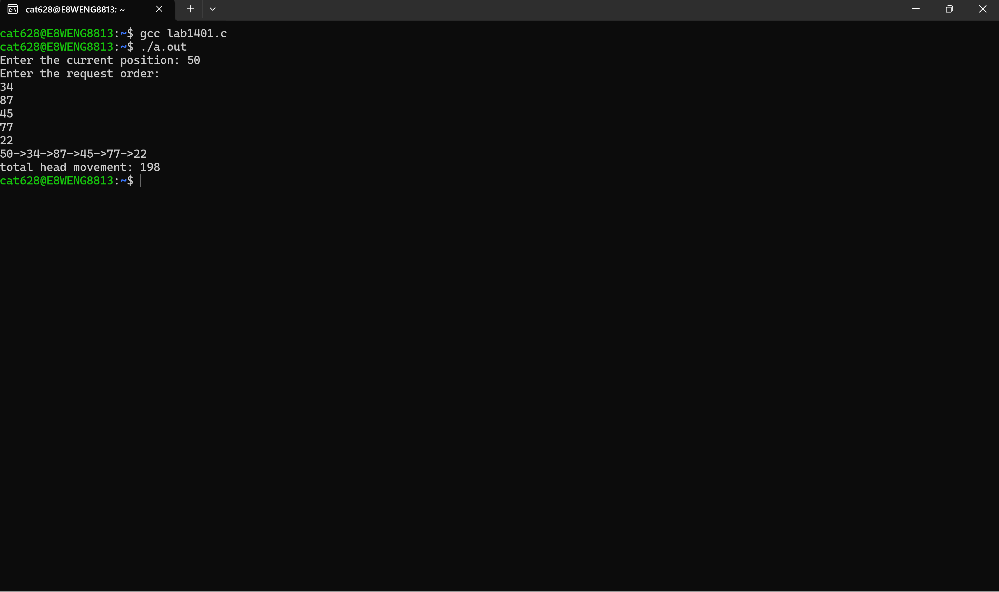 cat628@E8WENG8813: ~
cat628@E8WENG8813:~$ gcc lab1401.c
cat628@E8WENG8813:~$ ./a.out
Enter the current position: 50
Enter the request order:
34
87
45
77
22
50->34->87->45->77->22
total head movement: 198
cat628@E8WENG8813:~$